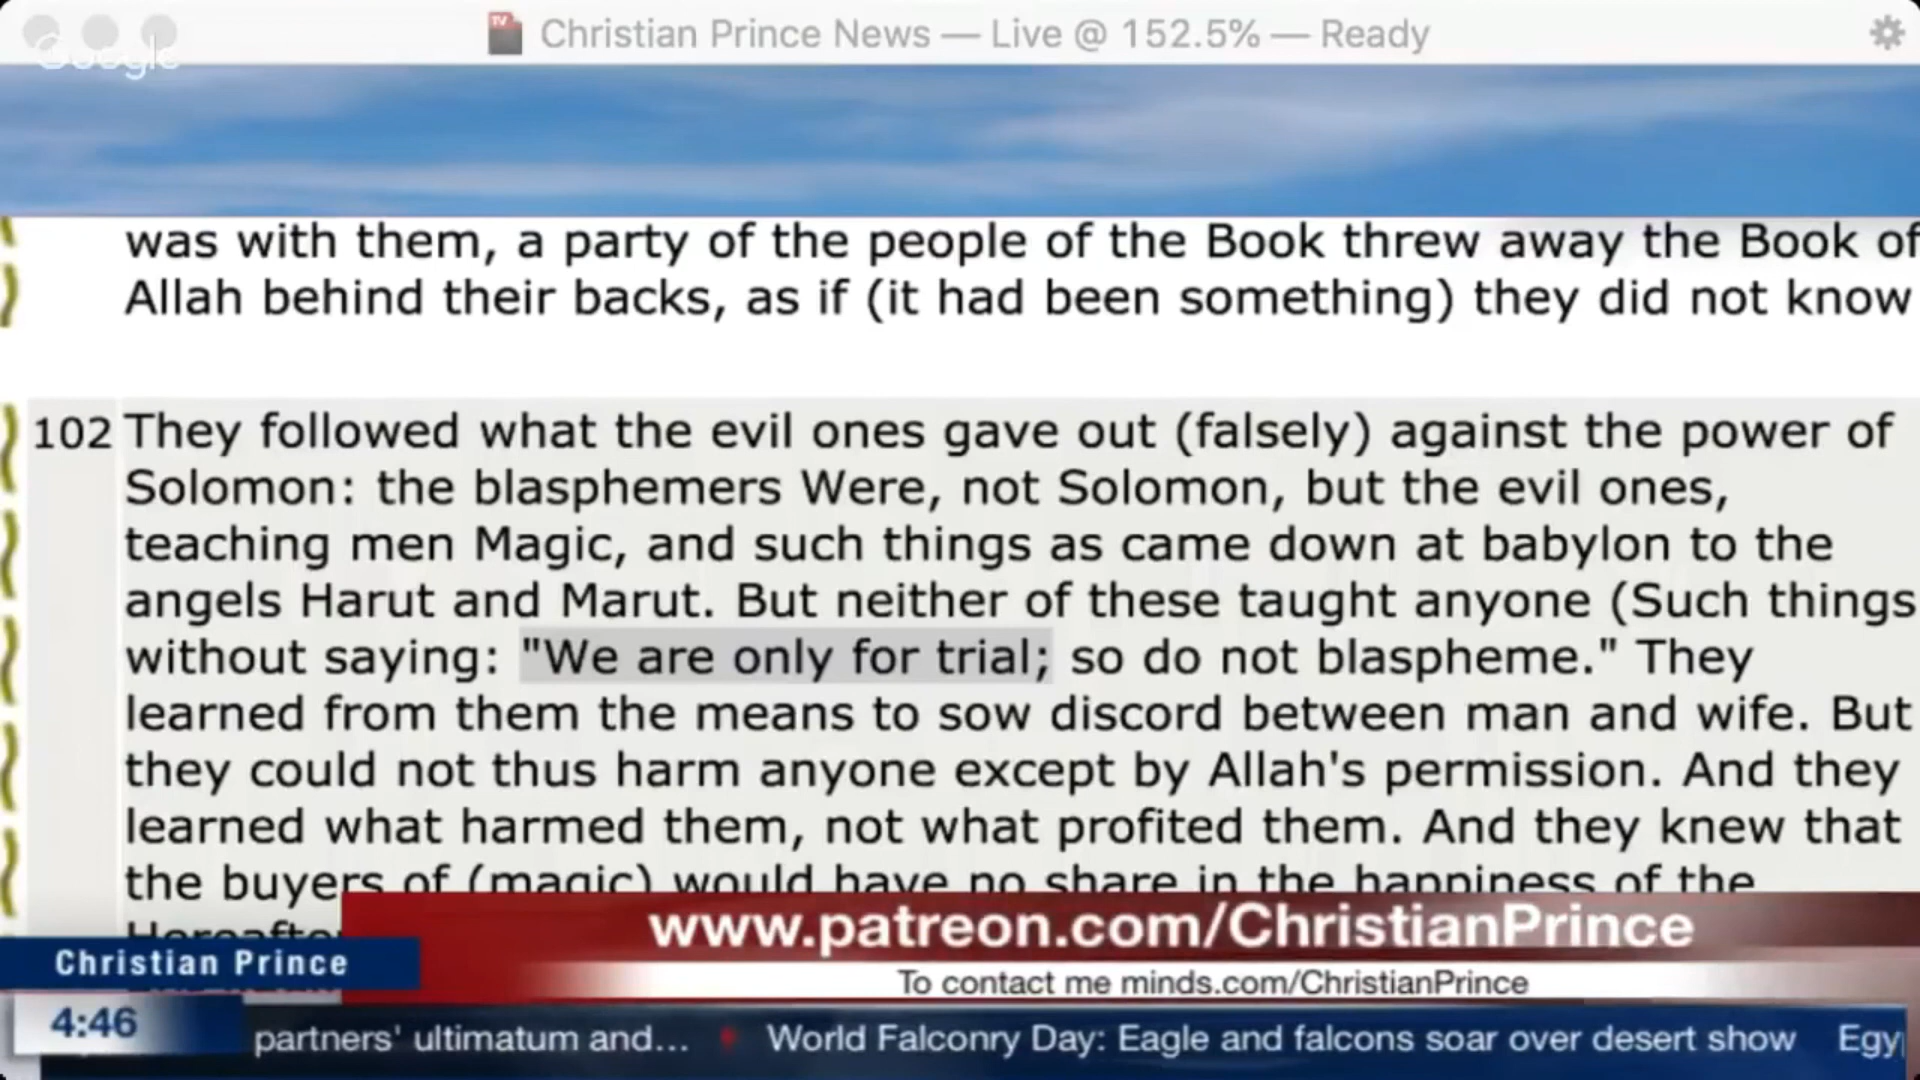 Christian Prince News — Live @ 152.5% — Ready
Google
was with them, a party of the people of the Book threw away the Book of
Allah behind their backs, as if (it had been something) they did not know
102 They followed what the evil ones gave out (falsely) against the power of
Solomon: the blasphemers Were, not Solomon, but the evil ones,
teaching men Magic, and such things as came down at babylon to the
angels Harut and Marut. But neither of these taught anyone (Such things
without saying: "We are only for trial; so do not blaspheme." They
learned from them the means to sow discord between man and wife. But
they could not thus harm anyone except by Allah's permission. And they
learned what harmed them, not what profited them. And they knew that
the buyers of (magic) would have no share in the happiness of the
www.patreon.com/ChristianPrince
Christian Prince
To contact me minds.com/ChristianPrince
4:46
partners' ultimatum and... World Falconry Day: Eagle and falcons soar over desert show Egy